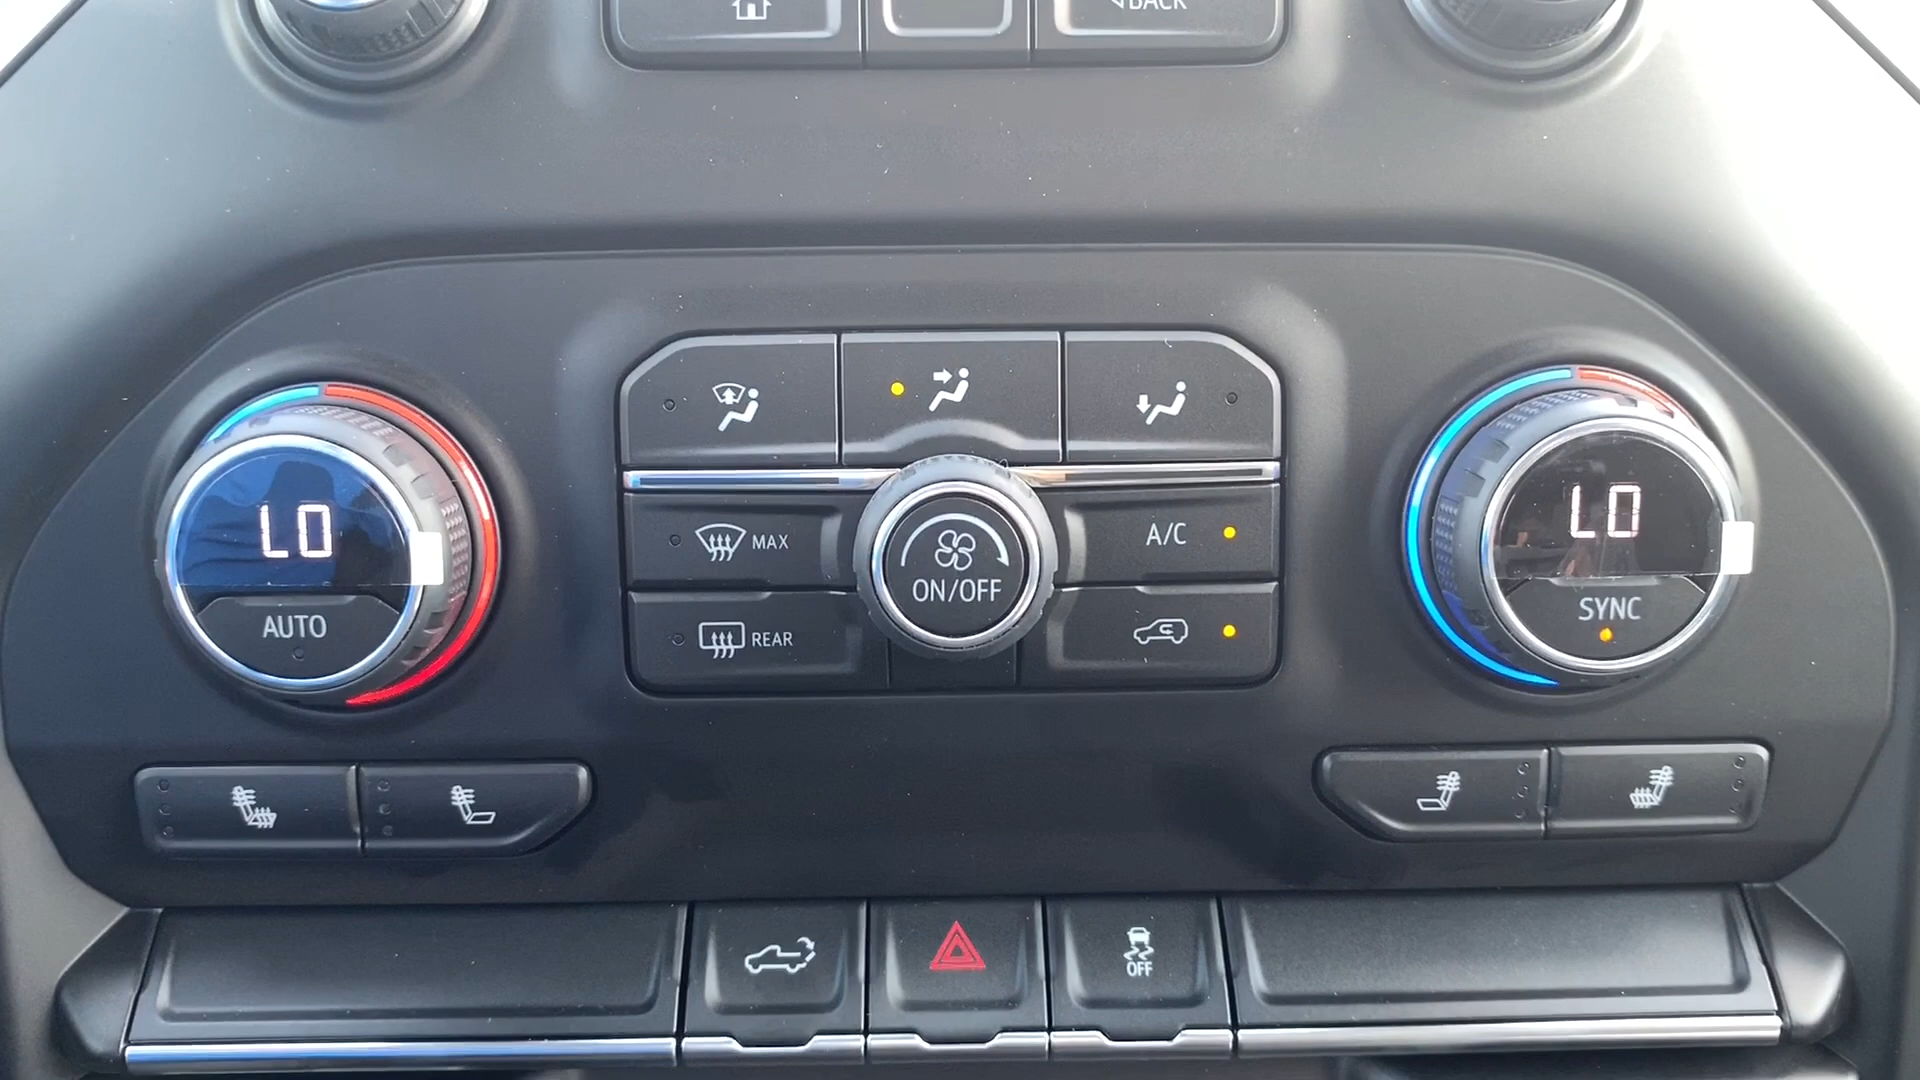 BACK
LO
AUTO
MAX
REAR
ON/OFF
A/C
LO
SYNC
OFF